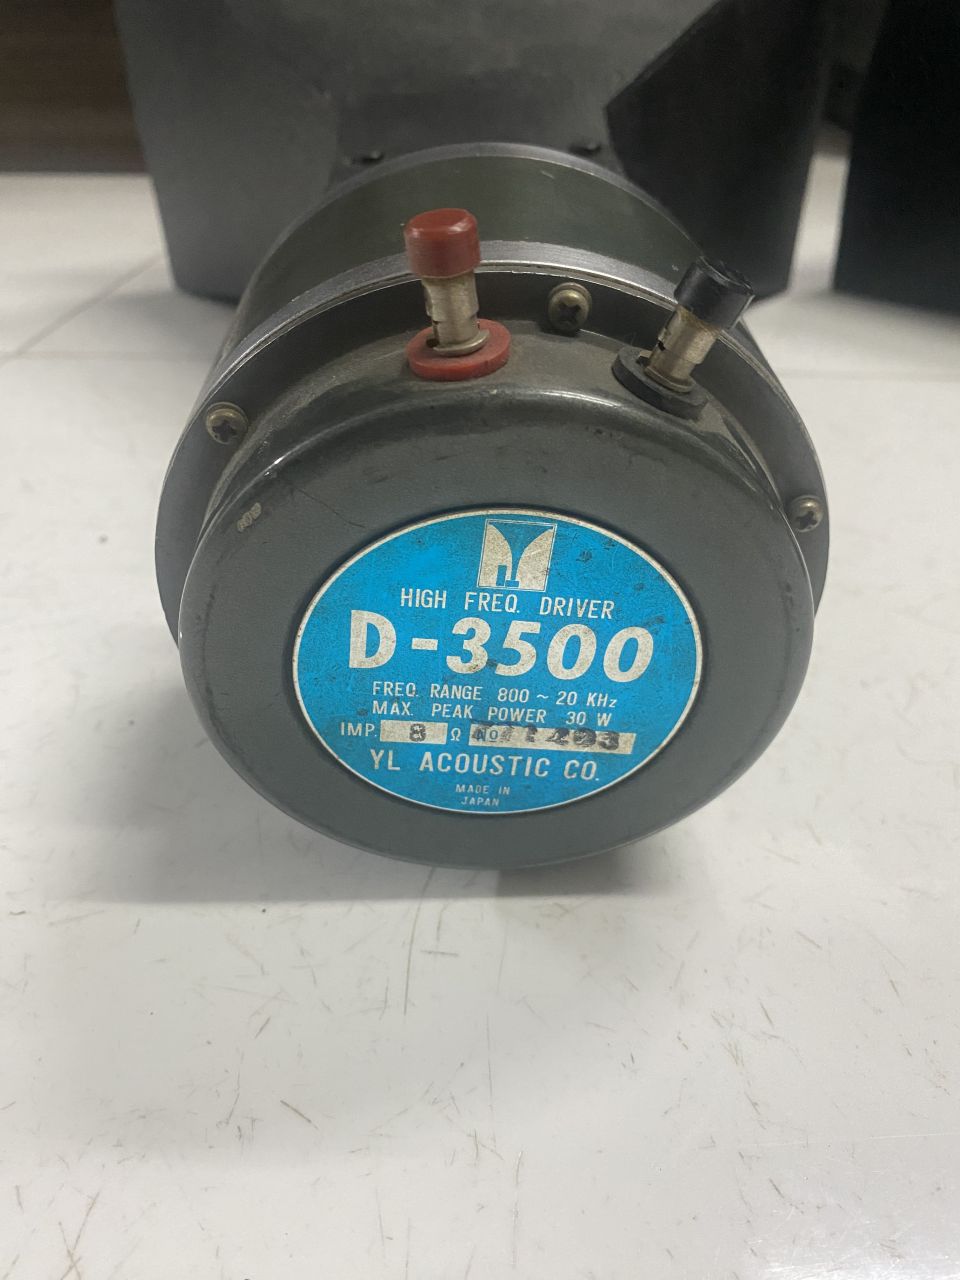 HIGH FREQ. DRIVER
D-3500
FREQ. RANGE 800 ~ 20 KHz
MAX. PEAK POWER 30 W
IMP. 8 Ω No
YL ACOUSTIC CO.
MADE IN
JAPAN